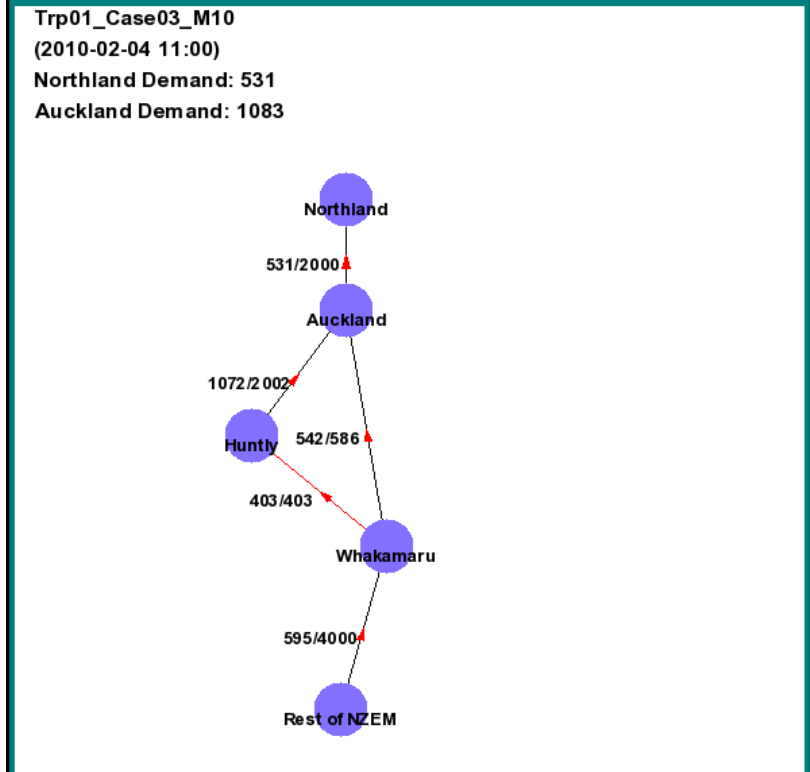 Trp01_Case03_M10
(2010-02-04 11:00)
Northland Demand: 531
Auckland Demand: 1083
Northland
531/2000
Auckland
1072/2002
Huntly
542/586
403/403
Whakamaru
595/4000
Rest of NZEM